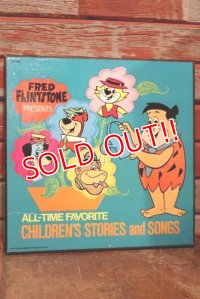 FRED
FLINTSTONE
PRESENTS
SOLD OUT!!
ALL-TIME FAVORITE
CHILDREN'S STORIES and SONGS